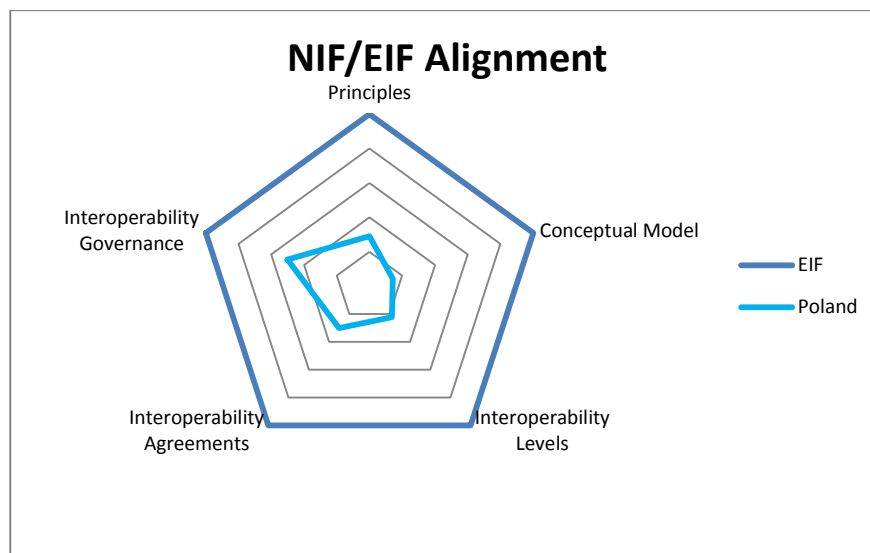 NIF/EIF Alignment
Principles
Interoperability
Governance
Conceptual Model
EIF
Poland
Interoperability
Agreements
Interoperability
Levels